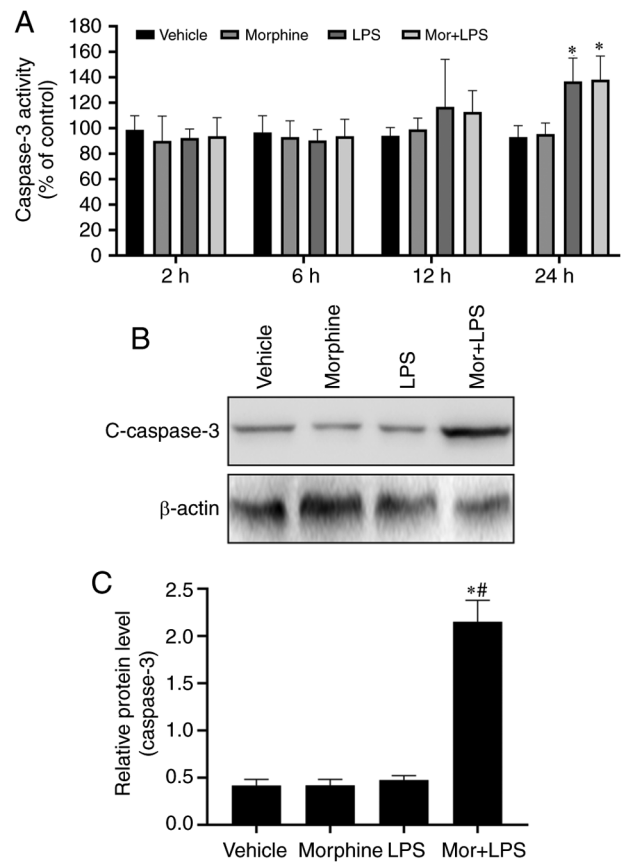 A
Vehicle Morphine LPS Mor+LPS
Caspase-3 activity
(% of control)
180
160
140
120
100
80
60
40
20
0
* *
2 h 6 h 12 h 24 h
B
Vehicle Morphine LPS Mor+LPS
C-caspase-3
β-actin
C
Relative protein level
(caspase-3)
2.5
2.0
1.5
1.0
0.5
0.0
*#
Vehicle Morphine LPS Mor+LPS